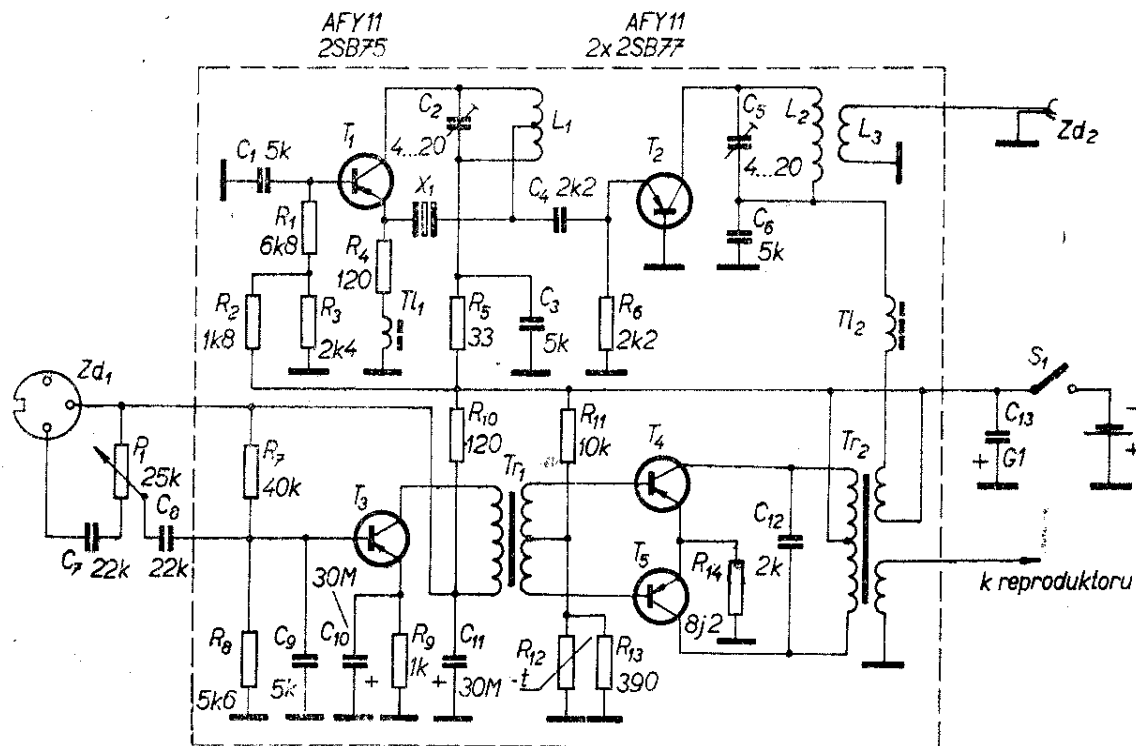 AFY11
2SB75
AFY11
2x 2SB77
C1 5k
T1
C2
4...20
L1
X1
C4 2k2
T2
C5
4...20
L2
L3
Zd2
R1
6k8
R4
120
C6
5k
R2
1k8
R3
2k4
Tl1
R5
33
C3
5k
R6
2k2
Tl2
S1
Zd1
P1
25k
R7
40k
R10
120
R11
10k
C13
+ G1
-
+
T3
Tr1
T4
Tr2
C7 22k
C8
22k
C12
2k
T5
R14
8j2
30M
k reproduktoru
R8
5k6
C9
5k
C10
+
R9
1k
C11
+ 30M
R12
-t
R13
390